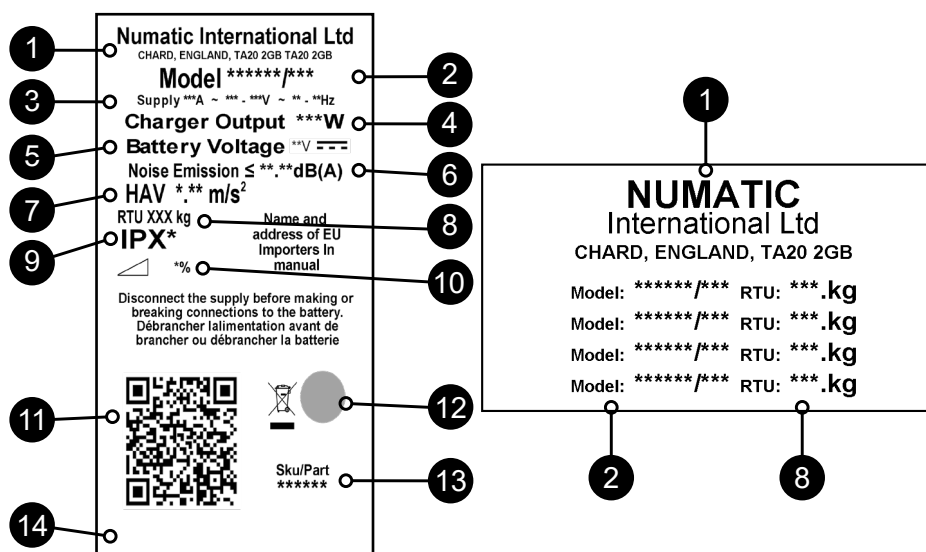 Numatic International Ltd
CHARD, ENGLAND, TA20 2GB TA20 2GB
Model ******/***
Supply ***A ~ *** - ***V ~ ** - **Hz
Charger Output ***W
Battery Voltage **V
Noise Emission ≤ **.**dB(A)
HAV *.** m/s²
RTU XXX kg
Name and
address of EU
Importers In
manual
IPX*
*%
Disconnect the supply before making or
breaking connections to the battery.
Débrancher lalimentation avant de
brancher ou débrancher la batterie
Sku/Part
******
1
2
3
4
5
6
7
8
9
10
11
12
13
14
1
NUMATIC
International Ltd
CHARD, ENGLAND, TA20 2GB
Model: ******/*** RTU: ***.kg
Model: ******/*** RTU: ***.kg
Model: ******/*** RTU: ***.kg
Model: ******/*** RTU: ***.kg
2
8